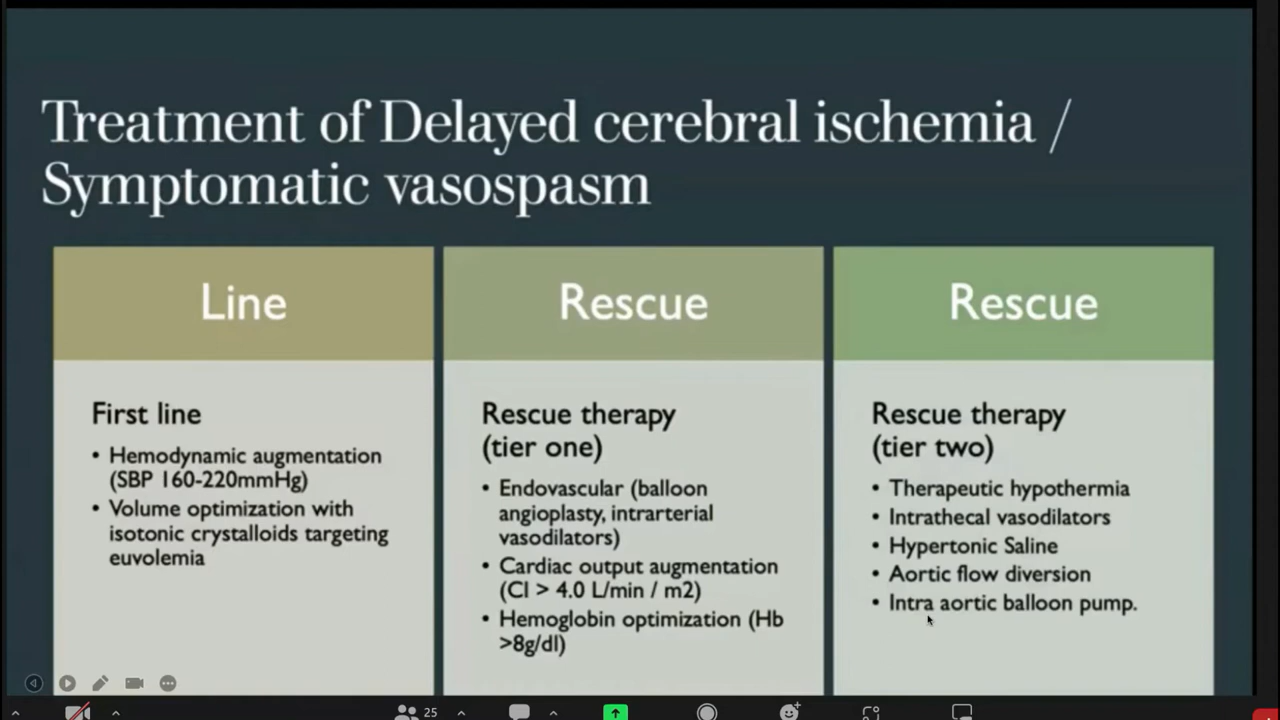 Treatment of Delayed cerebral ischemia /
Symptomatic vasospasm
Line
First line
• Hemodynamic augmentation
(SBP 160-220mmHg)
• Volume optimization with
isotonic crystalloids targeting
euvolemia
Rescue
Rescue therapy
(tier one)
• Endovascular (balloon
angioplasty, intrarterial
vasodilators)
• Cardiac output augmentation
(CI > 4.0 L/min / m2)
• Hemoglobin optimization (Hb
>8g/dl)
Rescue
Rescue therapy
(tier two)
• Therapeutic hypothermia
• Intrathecal vasodilators
• Hypertonic Saline
• Aortic flow diversion
• Intra aortic balloon pump.
25